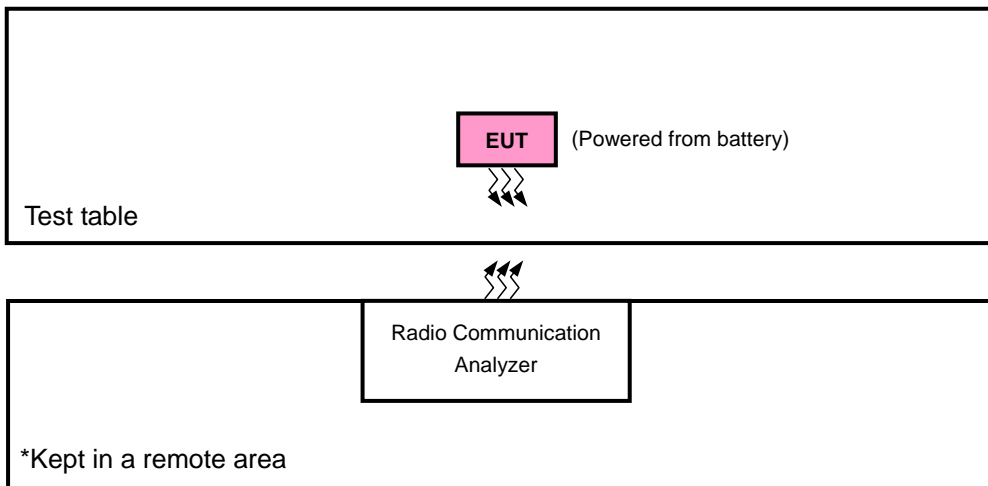 EUT
(Powered from battery)
Test table
Radio Communication
Analyzer
*Kept in a remote area